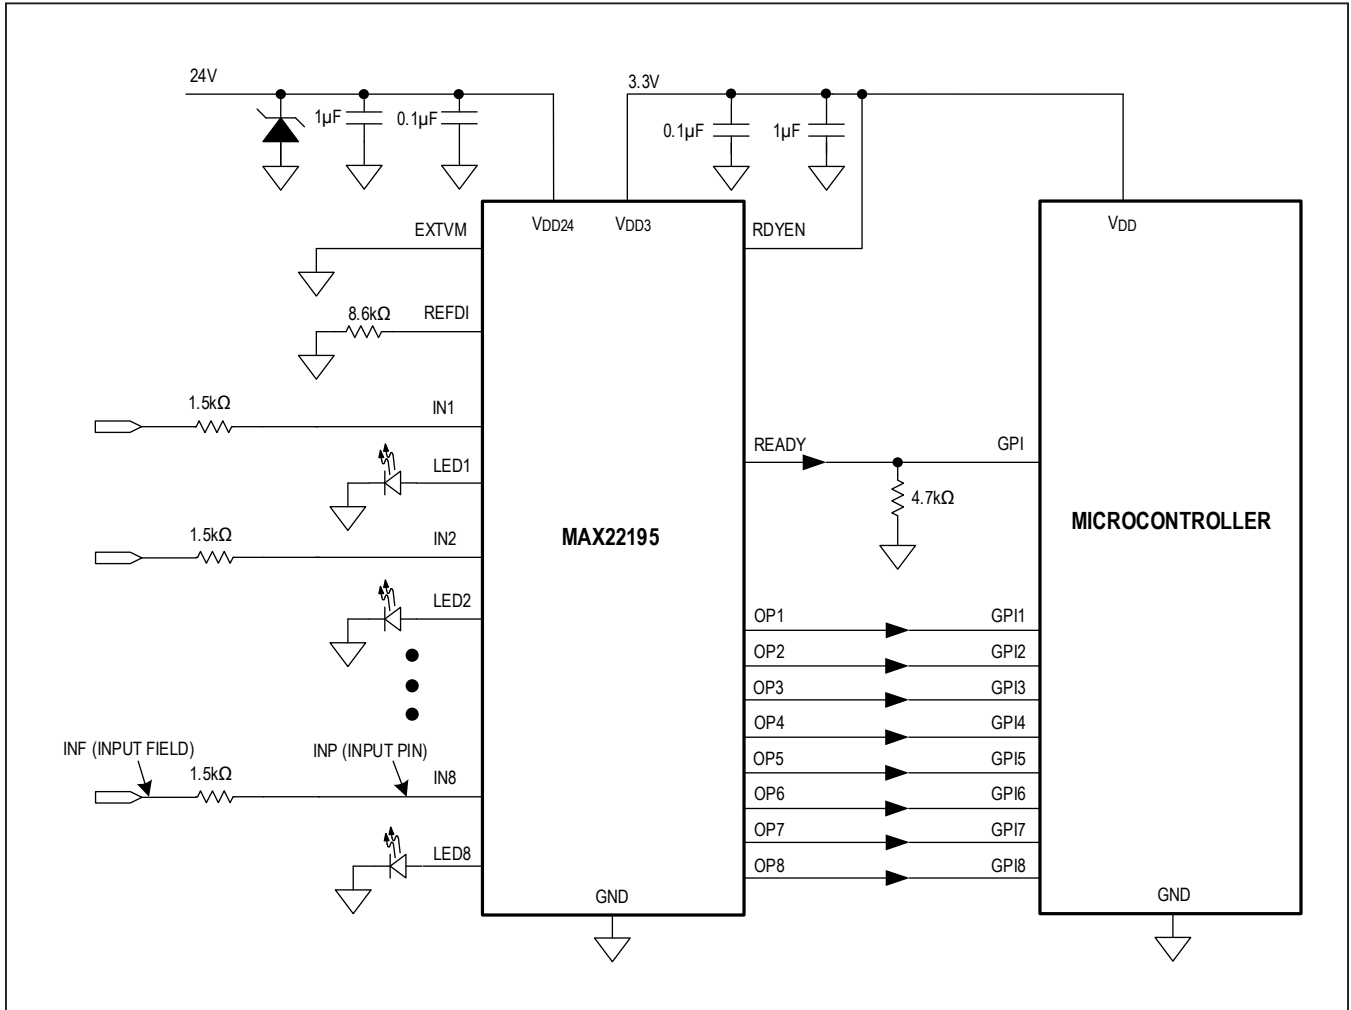 24V
3.3V
1µF
0.1µF
0.1µF
1µF
EXTVM
VDD24
VDD3
RDYEN
VDD
8.6kΩ
REFDI
1.5kΩ
IN1
READY
GPI
LED1
4.7kΩ
1.5kΩ
IN2
MAX22195
MICROCONTROLLER
LED2
OP1
GPI1
OP2
GPI2
OP3
GPI3
OP4
GPI4
INF (INPUT FIELD)
INP (INPUT PIN)
1.5kΩ
IN8
OP5
GPI5
OP6
GPI6
OP7
GPI7
LED8
OP8
GPI8
GND
GND